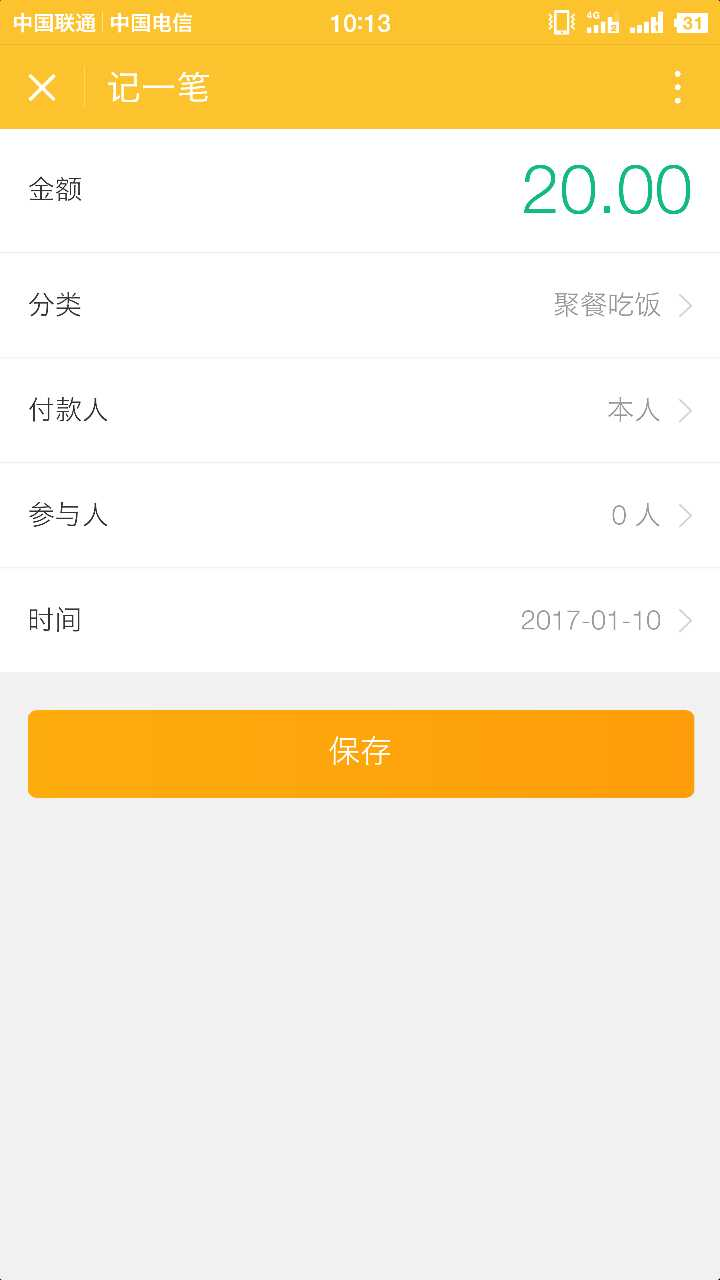 中国联通 | 中国电信 10:13 4G 2 1 31
记一笔
金额 20.00
分类 聚餐吃饭
付款人 本人
参与人 0 人
时间 2017-01-10
保存